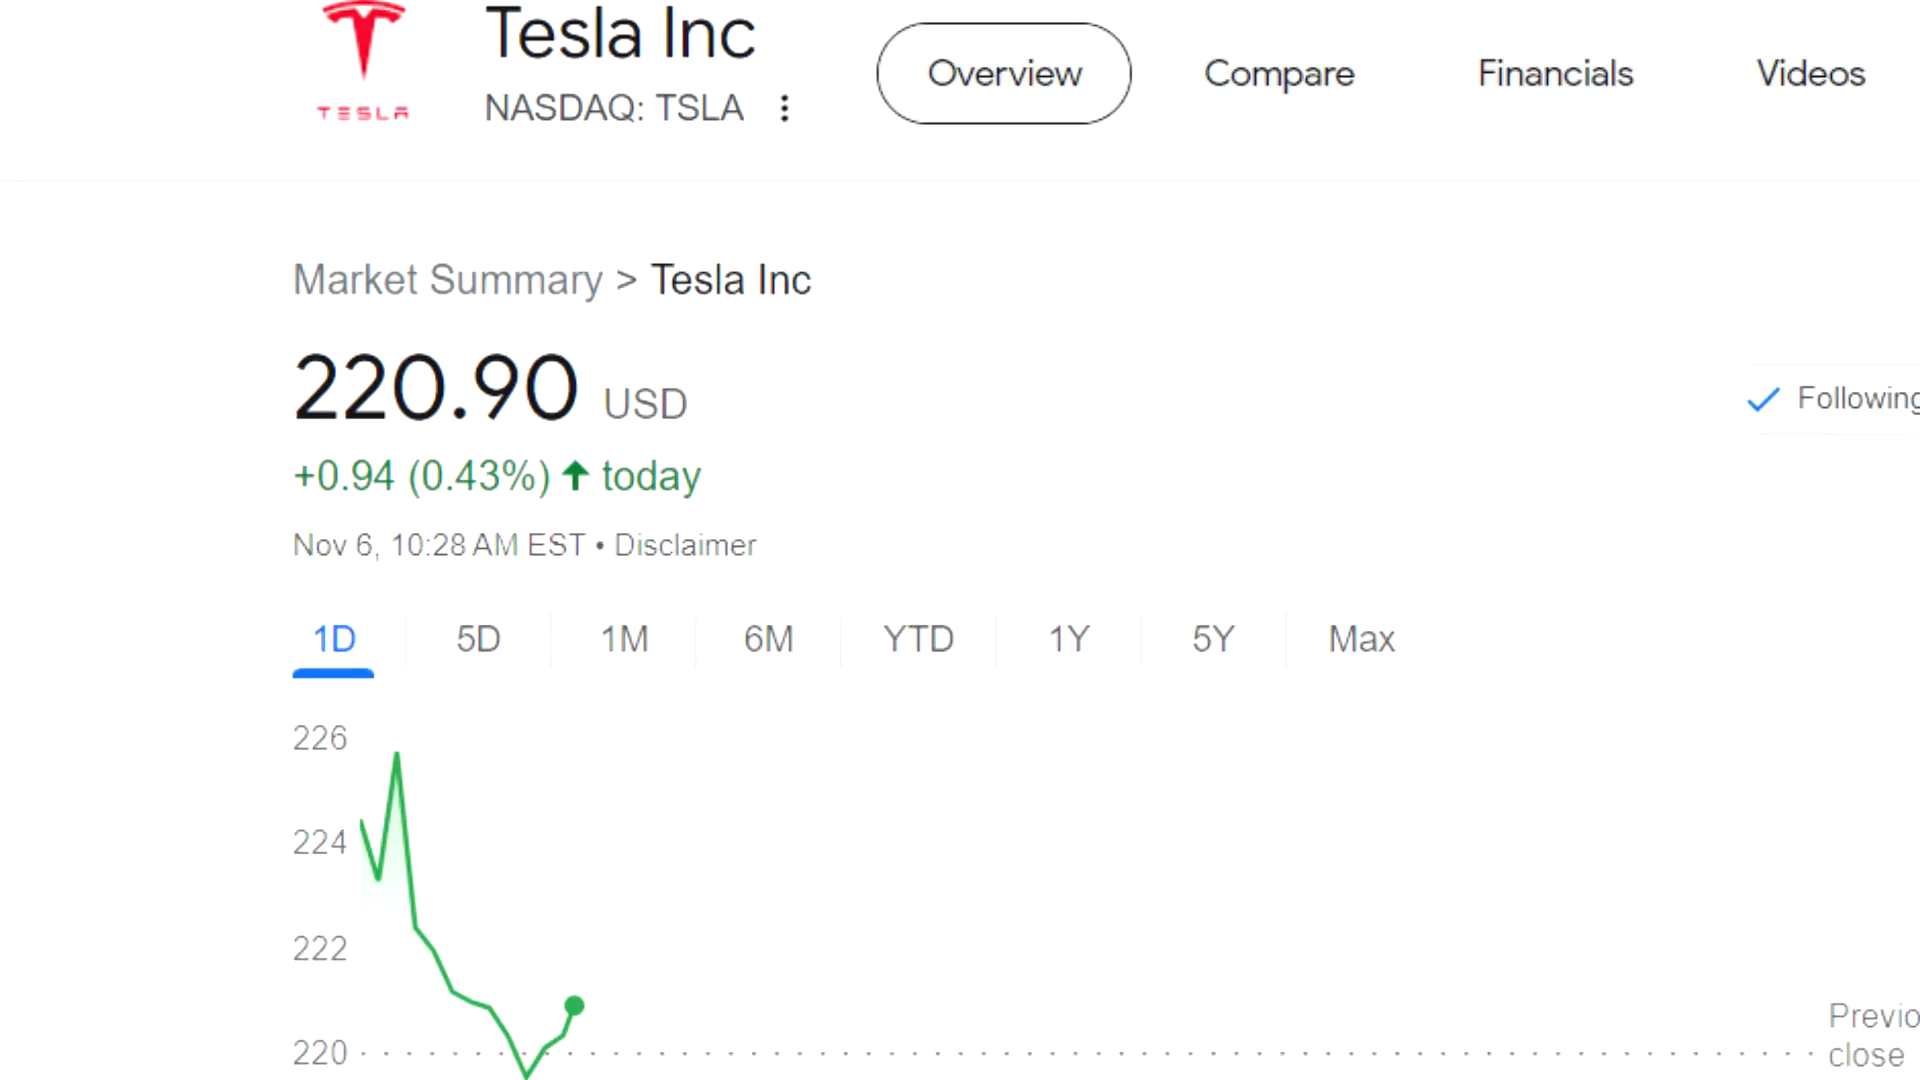 Tesla Inc
TESLA
NASDAQ: TSLA
Overview
Compare
Financials
Videos
Market Summary > Tesla Inc
220.90 USD
Following
+0.94 (0.43%) today
Nov 6, 10:28 AM EST • Disclaimer
1D 5D 1M 6M YTD 1Y 5Y Max
226
224
222
220
Previo
close